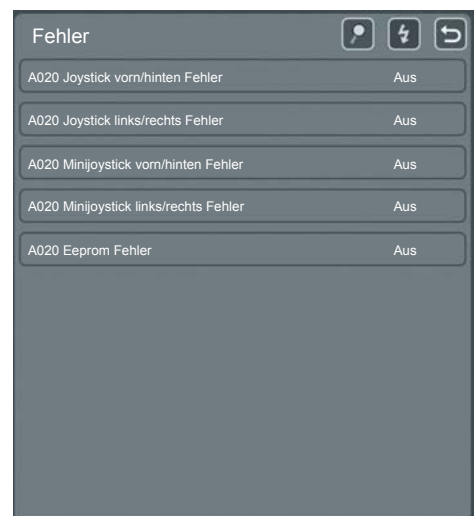 Fehler
A020 Joystick vorn/hinten Fehler Aus
A020 Joystick links/rechts Fehler Aus
A020 Minijoystick vorn/hinten Fehler Aus
A020 Minijoystick links/rechts Fehler Aus
A020 Eeprom Fehler Aus